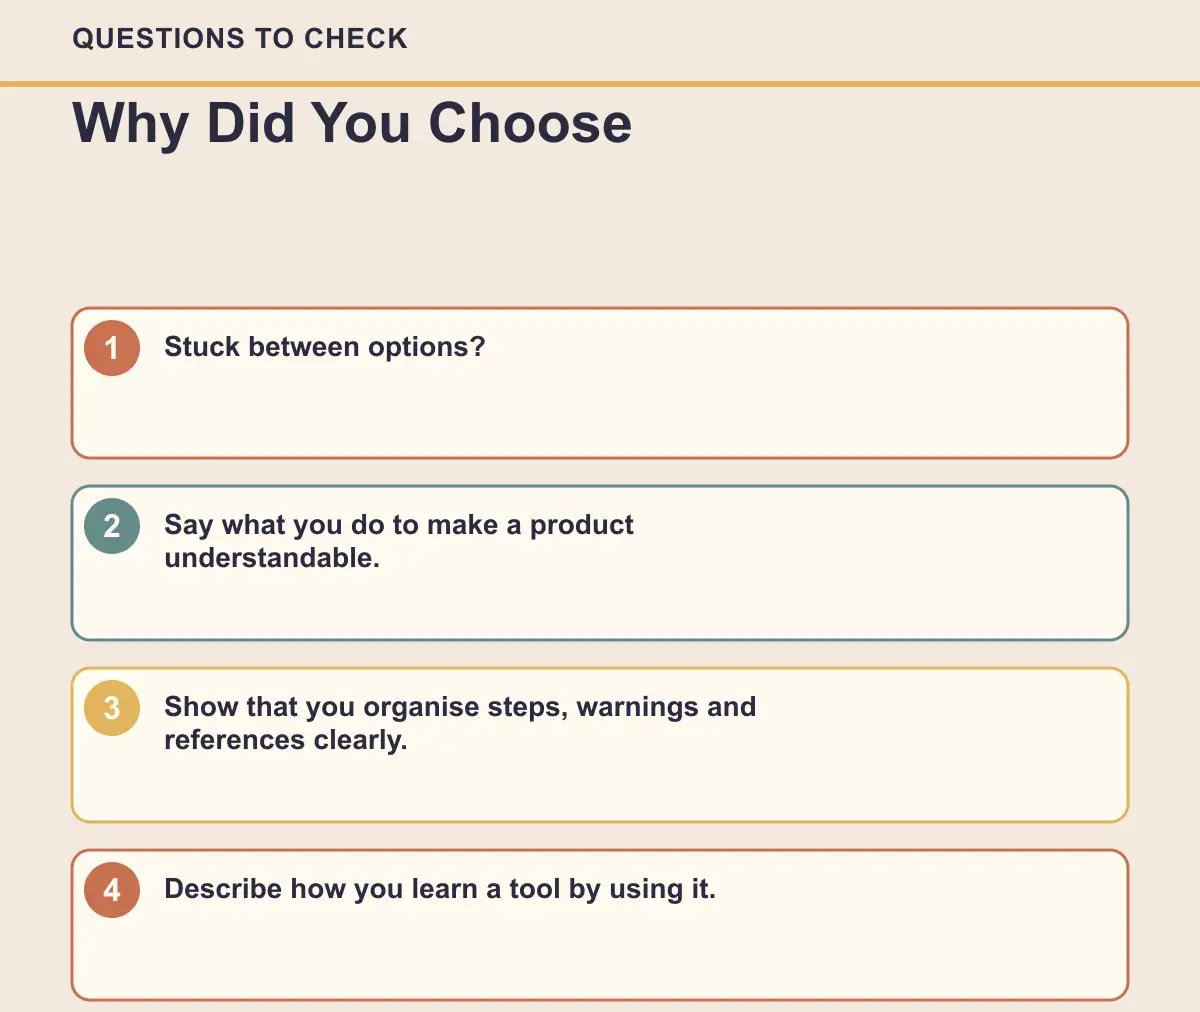 QUESTIONS TO CHECK
Why Did You Choose
1
Stuck between options?
2
Say what you do to make a product
understandable.
3
Show that you organise steps, warnings and
references clearly.
4
Describe how you learn a tool by using it.